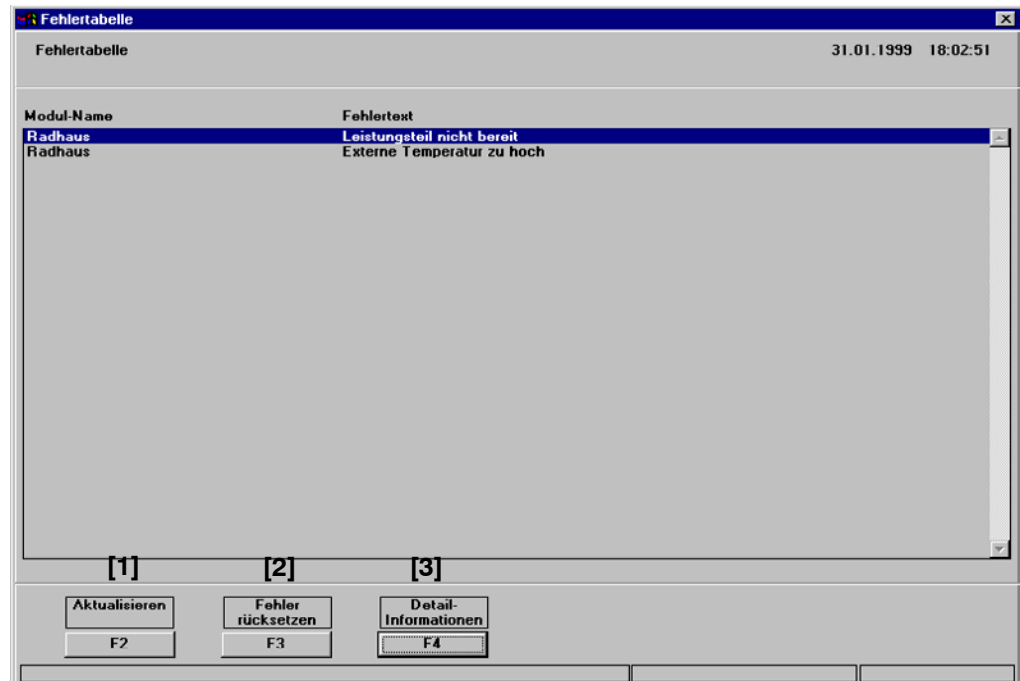 Fehlertabelle
Fehlertabelle 31.01.1999 18:02:51
Modul-Name Fehlertext
Radhaus Leistungsteil nicht bereit
Radhaus Externe Temperatur zu hoch
[1] [2] [3]
Aktualisieren
Fehler
rücksetzen
Detail-
Informationen
F2 F3 F4